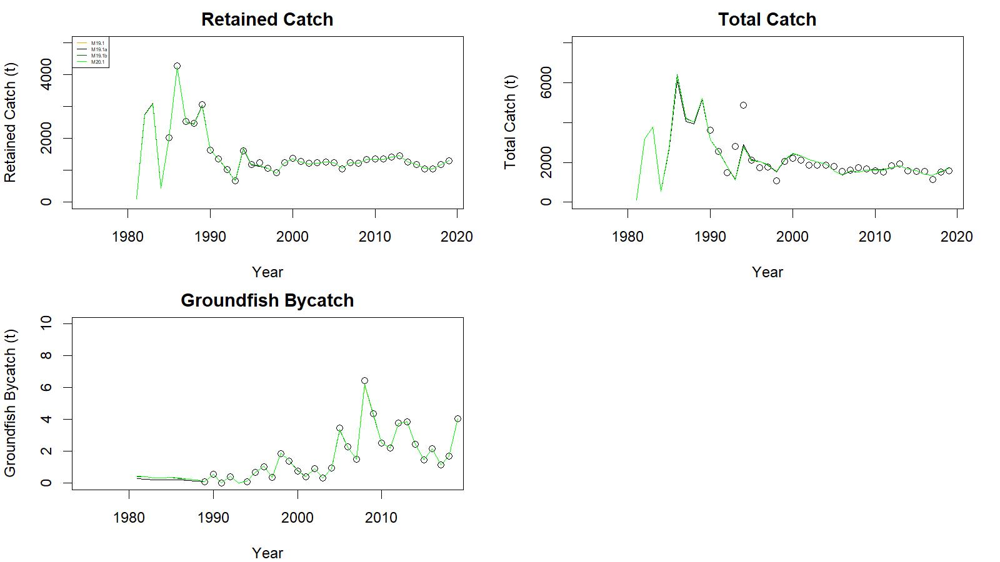 Retained Catch
M19.1
M19.1a
M19.1b
M20.1
Retained Catch (t)
0 2000 4000
1980 1990 2000 2010 2020
Year
Total Catch
Total Catch (t)
0 2000 6000
1980 1990 2000 2010 2020
Year
Groundfish Bycatch
Groundfish Bycatch (t)
0 2 4 6 8 10
1980 1990 2000 2010
Year